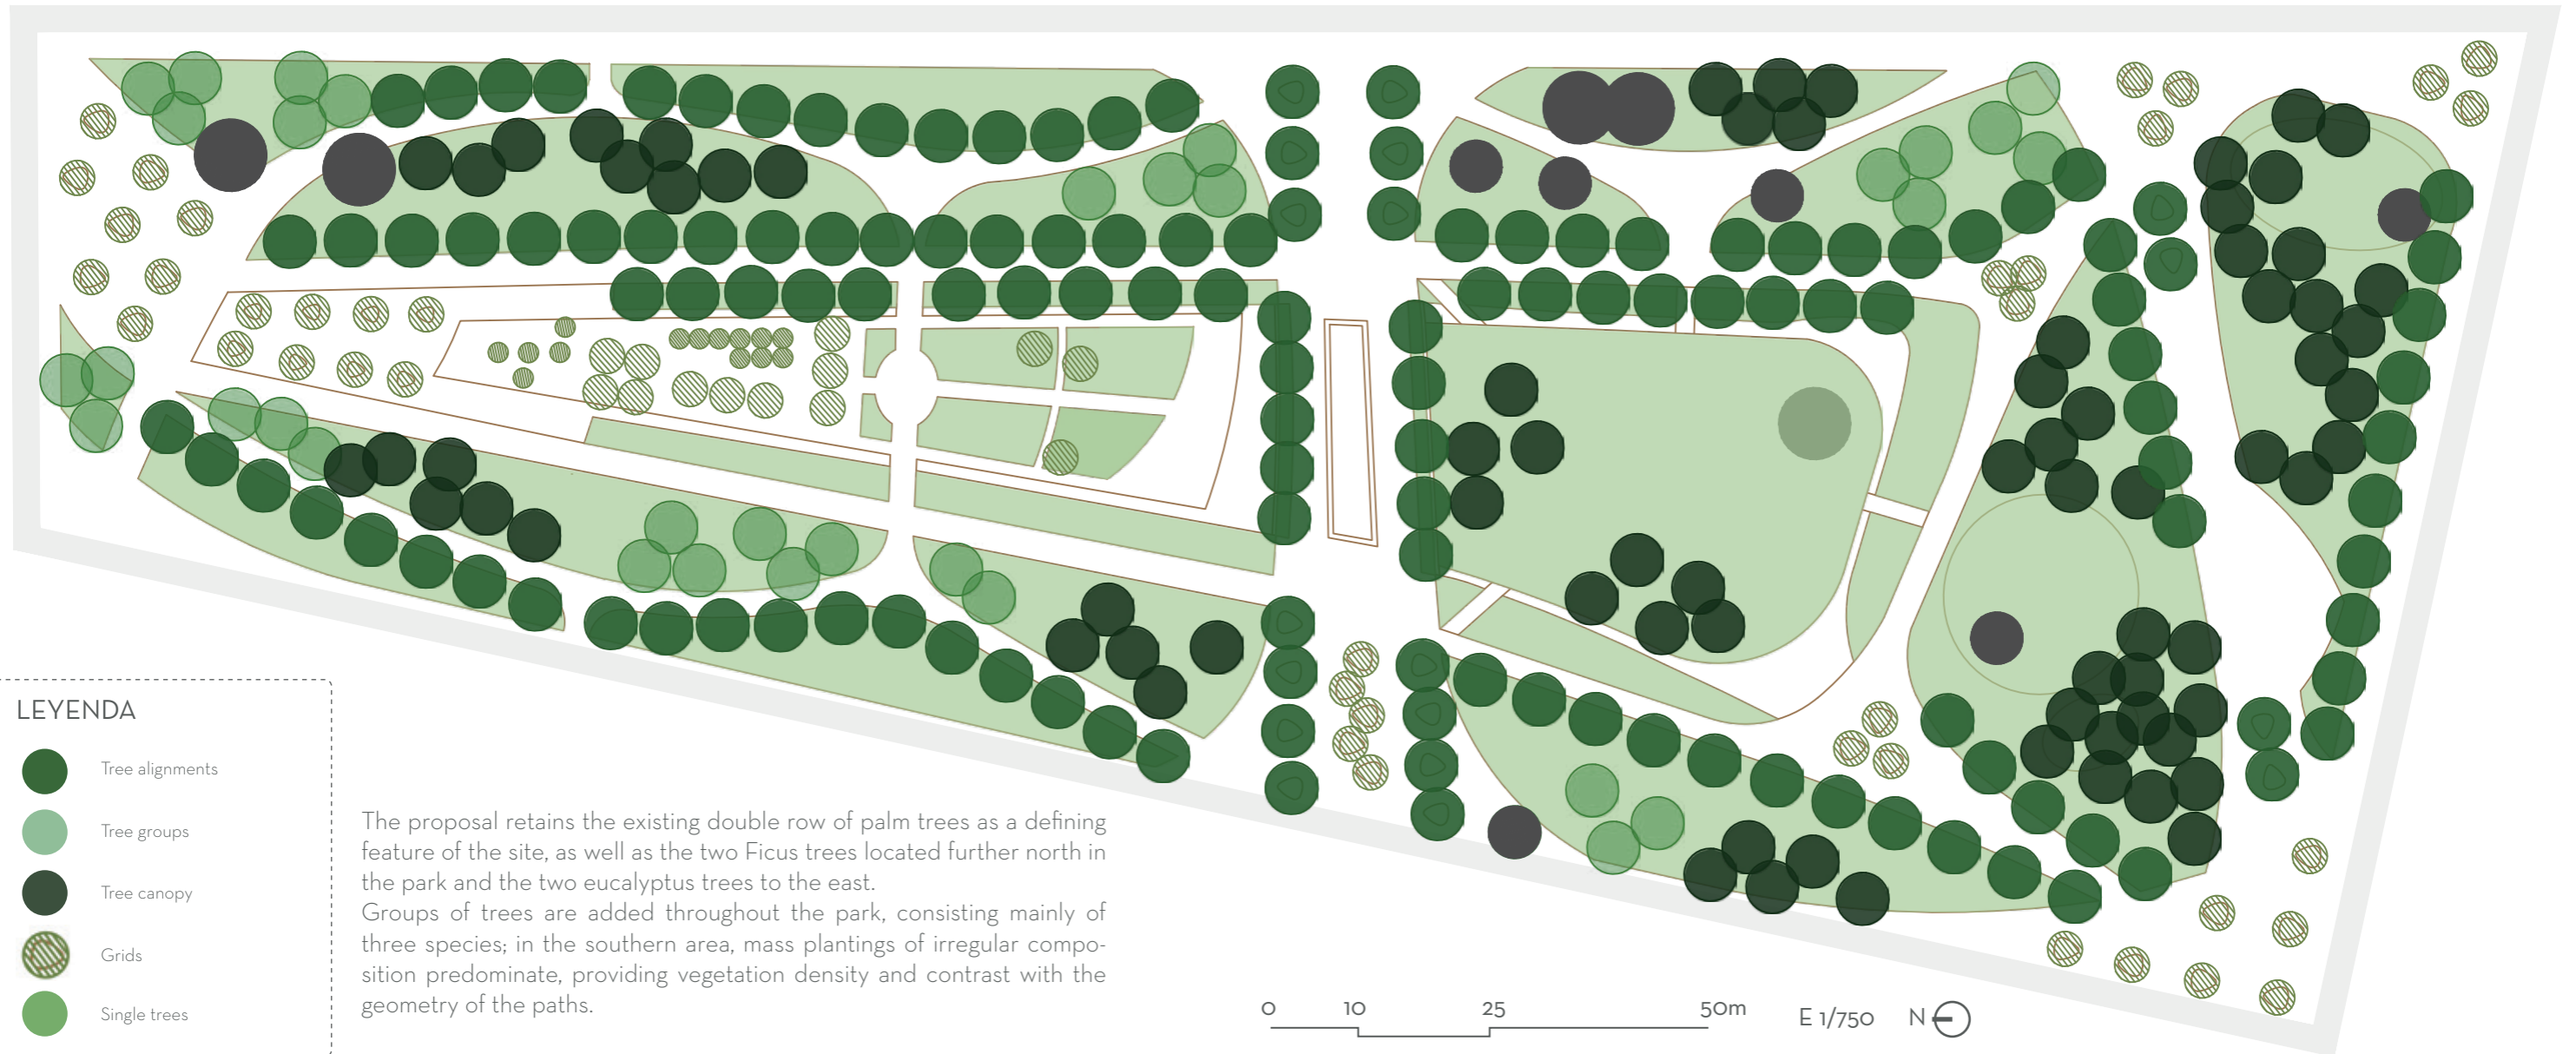 LEYENDA
Tree alignments
Tree groups
Tree canopy
Grids
Single trees
The proposal retains the existing double row of palm trees as a defining
feature of the site, as well as the two Ficus trees located further north in
the park and the two eucalyptus trees to the east.
Groups of trees are added throughout the park, consisting mainly of
three species; in the southern area, mass plantings of irregular compo-
sition predominate, providing vegetation density and contrast with the
geometry of the paths.
0 10 25 50m
E 1/750 N